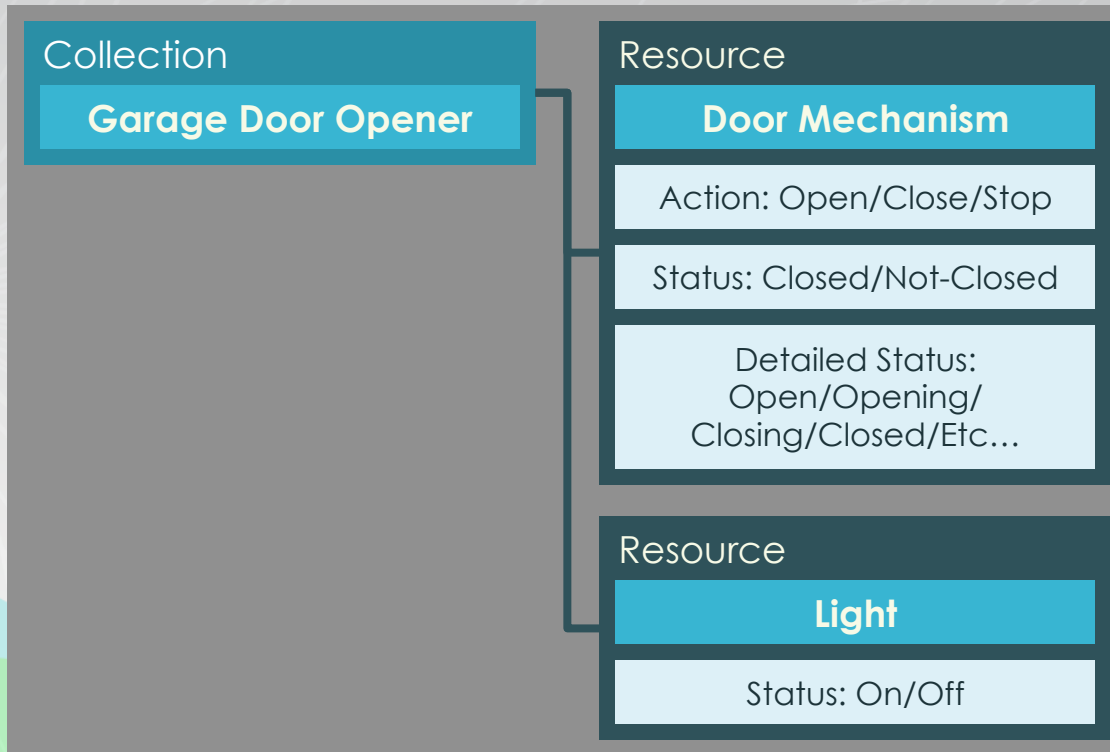 Collection
Garage Door Opener
Resource
Door Mechanism
Action: Open/Close/Stop
Status: Closed/Not-Closed
Detailed Status:
Open/Opening/
Closing/Closed/Etc…
Resource
Light
Status: On/Off